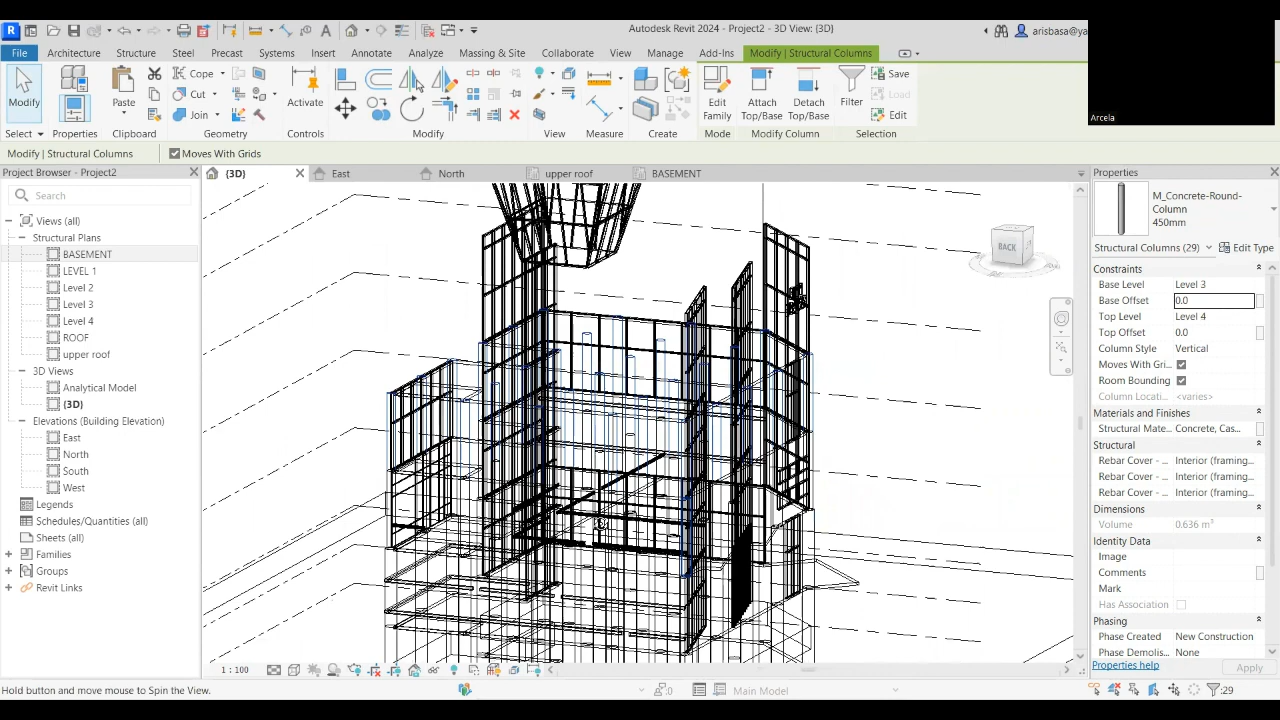 Autodesk Revit 2024 - Project2 - 3D View: {3D}
arisbasa@ya
File Architecture Structure Steel Precast Systems Insert Annotate Analyze Massing & Site Collaborate View Manage Add-Ins Modify | Structural Columns
Modify
Paste
Cope
Cut
Join
Activate
Edit
Family
Attach
Top/Base
Detach
Top/Base
Filter
Save
Load
Edit
Select Properties Clipboard Geometry Controls Modify View Measure Create Mode Modify Column Selection
Arcela
Modify | Structural Columns
Moves With Grids
Project Browser - Project2
{3D} East North upper roof BASEMENT
Properties
Search
Views (all)
Structural Plans
BASEMENT
LEVEL 1
Level 2
Level 3
Level 4
ROOF
upper roof
3D Views
Analytical Model
{3D}
Elevations (Building Elevation)
East
North
South
West
Legends
Schedules/Quantities (all)
Sheets (all)
Families
Groups
Revit Links
BACK
M_Concrete-Round-
Column
450mm
Structural Columns (29) Edit Type
Constraints
Base Level Level 3
Base Offset 0.0
Top Level Level 4
Top Offset 0.0
Column Style Vertical
Moves With Gri...
Room Bounding
Column Locati... <varies>
Materials and Finishes
Structural Mate... Concrete, Cas...
Structural
Rebar Cover - ... Interior (framing...
Rebar Cover - ... Interior (framing...
Rebar Cover - ... Interior (framing...
Dimensions
Volume 0.636 m³
Identity Data
Image
Comments
Mark
Has Association
Phasing
Phase Created New Construction
Phase Demolis... None
Properties help Apply
1 : 100
Hold button and move mouse to Spin the View.
:0
Main Model
:29